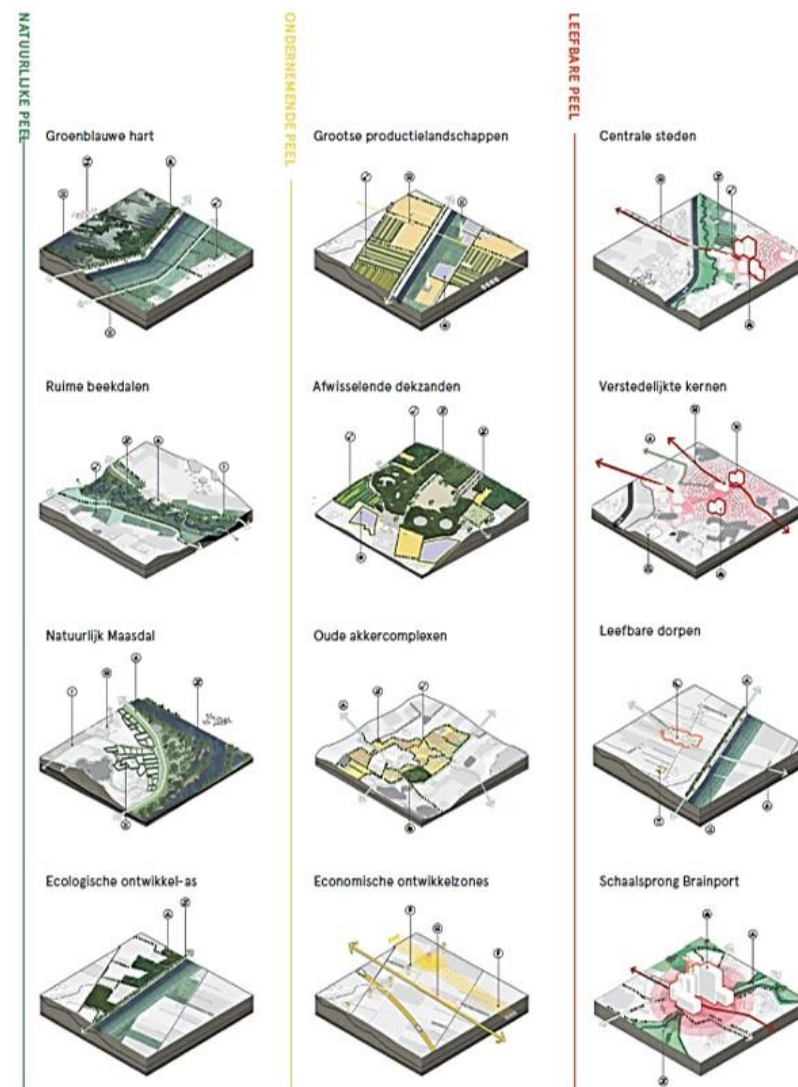 NATUURLIJKE PEEL
Groenblauwe hart
Ruime beekdalen
Natuurlijk Maasdal
Ecologische ontwikkel-as
ONDERNEMENDE PEEL
Grootse productielandschappen
Afwisselende dekzanden
Oude akkercomplexen
Economische ontwikkelzones
LEEFBARE PEEL
Centrale steden
Verstedelijkte kernen
Leefbare dorpen
Schaalsprong Brainport